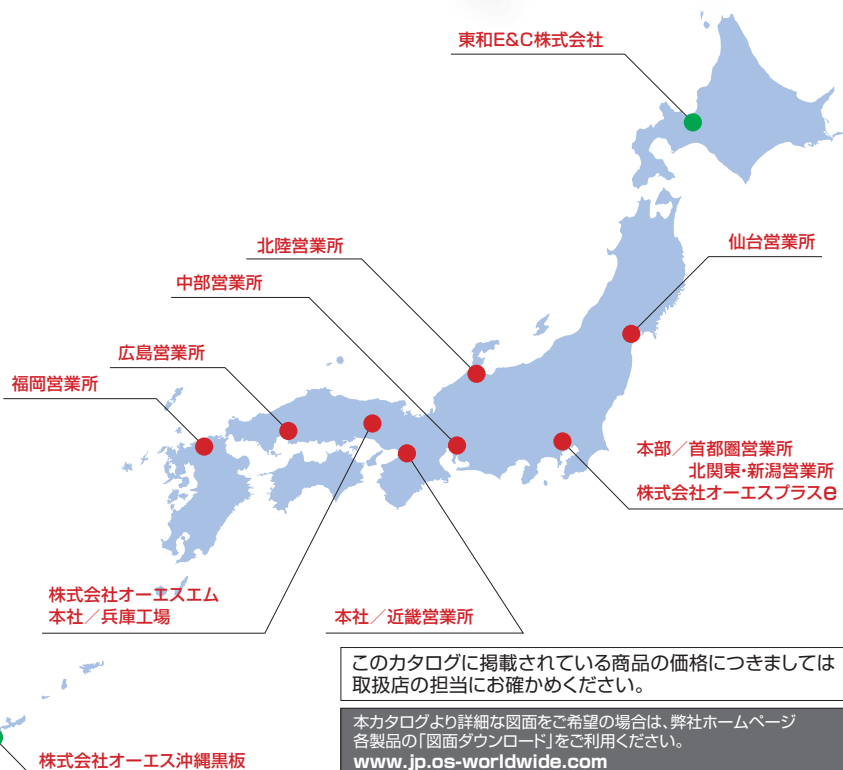 東和E&C株式会社
北陸営業所
仙台営業所
中部営業所
広島営業所
福岡営業所
本部／首都圏営業所
北関東・新潟営業所
株式会社オーエスプラスe
株式会社オーエスエム
本社／兵庫工場
本社／近畿営業所
このカタログに掲載されている商品の価格につきましては
取扱店の担当にお確かめください。
本カタログより詳細な図面をご希望の場合は、弊社ホームページ
各製品の「図面ダウンロード」をご利用ください。
www.jp.os-worldwide.com
株式会社オーエス沖縄黒板